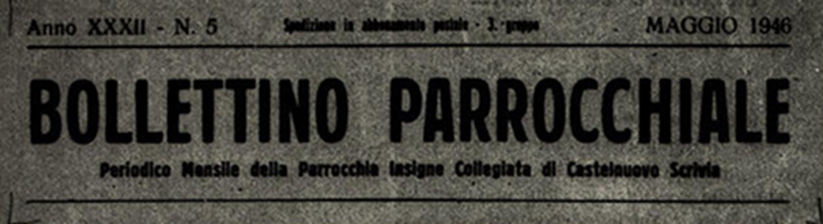 Anno XXXII - N. 5 Spedizione in abbonamento postale - 3. gruppo MAGGIO 1946
BOLLETTINO PARROCCHIALE
Periodico Mensile della Parrocchia Insigne Collegiata di Castelnuovo Scrivia